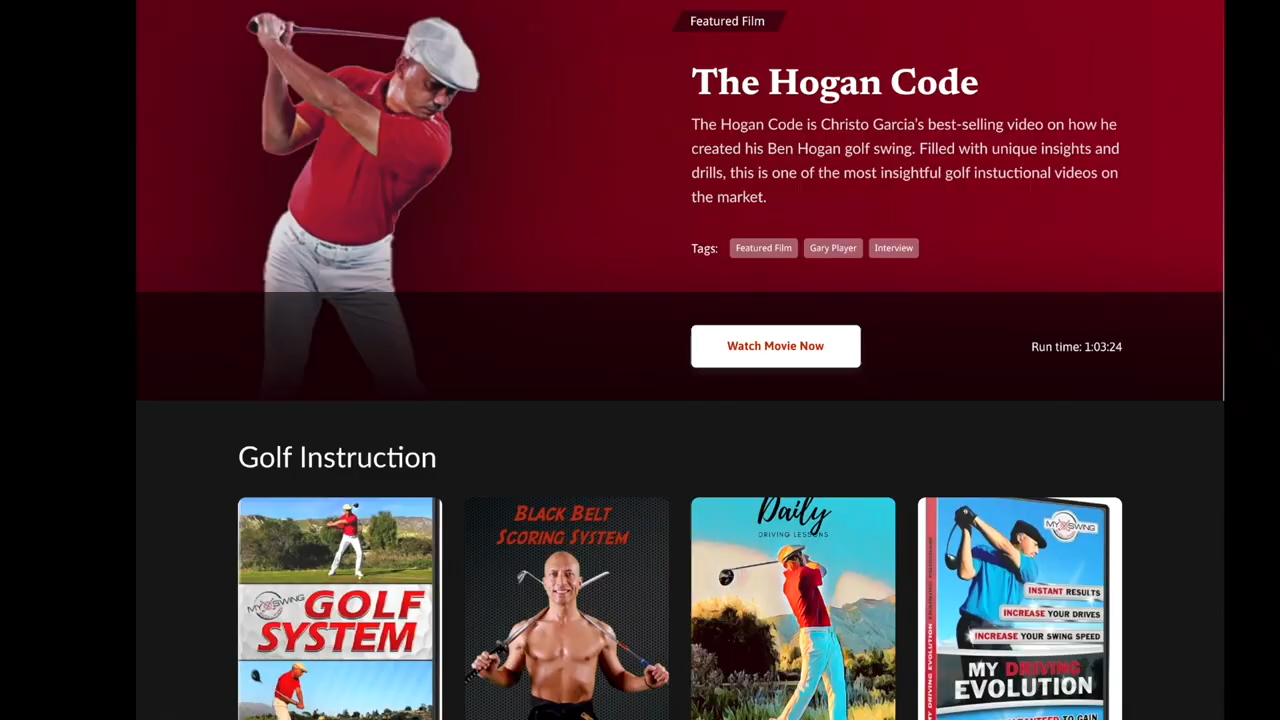 Featured Film
The Hogan Code
The Hogan Code is Christo Garcia's best-selling video on how he
created his Ben Hogan golf swing. Filled with unique insights and
drills, this is one of the most insightful golf instuctional videos on
the market.
Tags: Featured Film Gary Player Interview
Watch Movie Now
Run time: 1:03:24
Golf Instruction
MY SWING
GOLF
SYSTEM
BLACK BELT
SCORING SYSTEM
Daily
DRIVING LESSONS
MY SWING
INSTANT RESULTS
INCREASE YOUR DRIVES
INCREASE YOUR SWING SPEED
MY DRIVING
EVOLUTION
MY DRIVING EVOLUTION